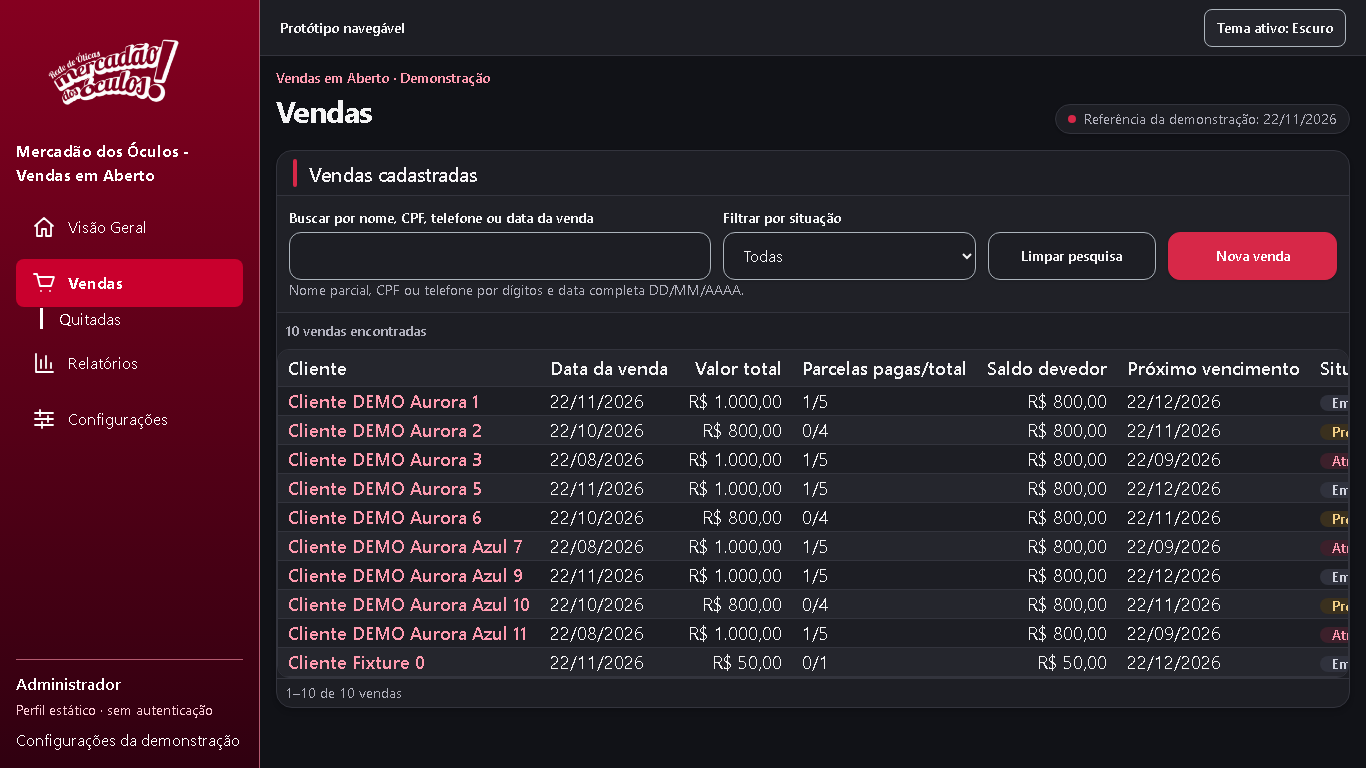 Rede de Óticas
mercadão
dos óculos!
Mercadão dos Óculos -
Vendas em Aberto
Visão Geral
Vendas
Quitadas
Relatórios
Configurações
Administrador
Perfil estático · sem autenticação
Configurações da demonstração
Protótipo navegável
Tema ativo: Escuro
Vendas em Aberto · Demonstração
Vendas
Referência da demonstração: 22/11/2026
Vendas cadastradas
Buscar por nome, CPF, telefone ou data da venda
Filtrar por situação
Todas
Limpar pesquisa
Nova venda
Nome parcial, CPF ou telefone por dígitos e data completa DD/MM/AAAA.
10 vendas encontradas
Cliente Data da venda Valor total Parcelas pagas/total Saldo devedor Próximo vencimento Situ
Cliente DEMO Aurora 1 22/11/2026 R$ 1.000,00 1/5 R$ 800,00 22/12/2026 Em
Cliente DEMO Aurora 2 22/10/2026 R$ 800,00 0/4 R$ 800,00 22/11/2026 Pró
Cliente DEMO Aurora 3 22/08/2026 R$ 1.000,00 1/5 R$ 800,00 22/09/2026 Atr
Cliente DEMO Aurora 5 22/11/2026 R$ 1.000,00 1/5 R$ 800,00 22/12/2026 Em
Cliente DEMO Aurora 6 22/10/2026 R$ 800,00 0/4 R$ 800,00 22/11/2026 Pró
Cliente DEMO Aurora Azul 7 22/08/2026 R$ 1.000,00 1/5 R$ 800,00 22/09/2026 Atr
Cliente DEMO Aurora Azul 9 22/11/2026 R$ 1.000,00 1/5 R$ 800,00 22/12/2026 Em
Cliente DEMO Aurora Azul 10 22/10/2026 R$ 800,00 0/4 R$ 800,00 22/11/2026 Pró
Cliente DEMO Aurora Azul 11 22/08/2026 R$ 1.000,00 1/5 R$ 800,00 22/09/2026 Atr
Cliente Fixture 0 22/11/2026 R$ 50,00 0/1 R$ 50,00 22/12/2026 Em
1–10 de 10 vendas